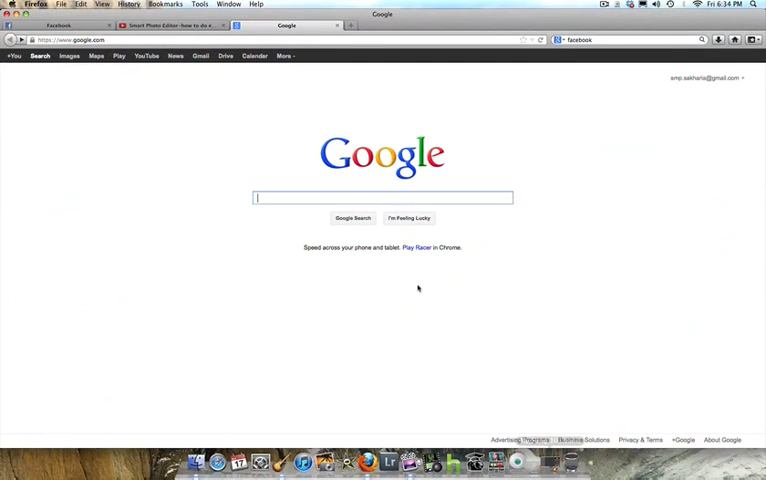 Firefox File Edit View History Bookmarks Tools Window Help Fri 6:34 PM
Google
Facebook Smart Photo Editor-how to do e... Google
https://www.google.com facebook
+You Search Images Maps Play YouTube News Gmail Drive Calendar More
smp.sakharia@gmail.com
Google
Google Search I'm Feeling Lucky
Speed across your phone and tablet. Play Racer in Chrome.
Advertising Programs Business Solutions Privacy & Terms +Google About Google
17 Lr h